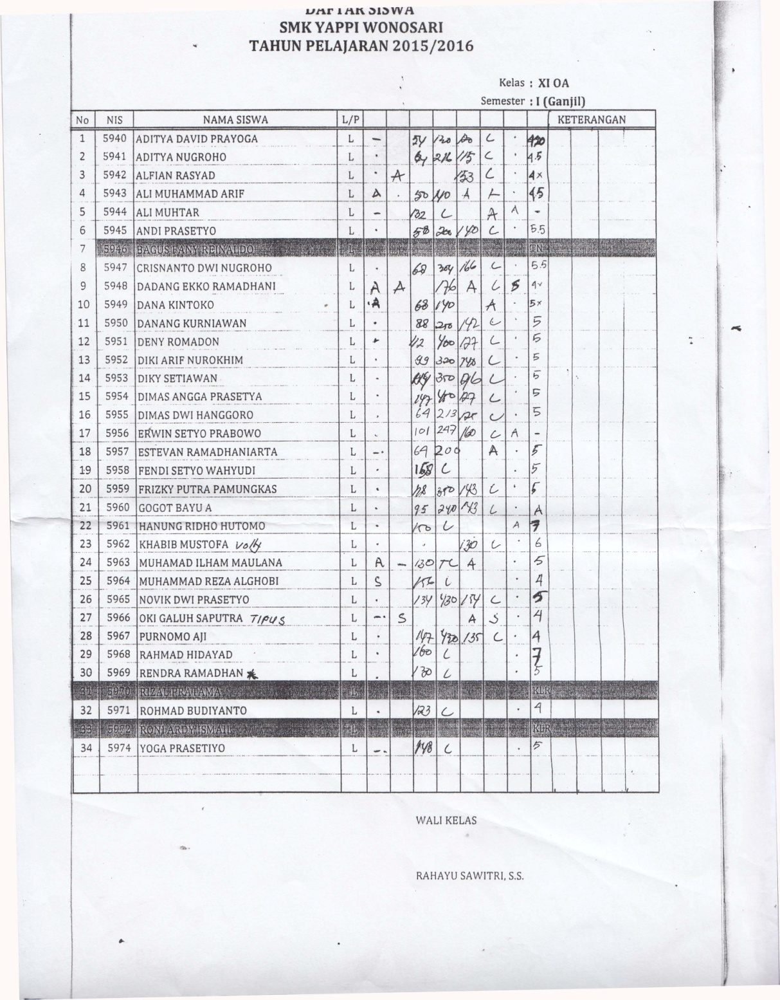 DAFTAR SISWA
SMK YAPPI WONOSARI
TAHUN PELAJARAN 2015/2016
Kelas : XI OA
Semester : I (Ganjil)
No NIS NAMA SISWA L/P KETERANGAN
1 5940 ADITYA DAVID PRAYOGA L - 54 120 C ·
2 5941 ADITYA NUGROHO L · 64 216 115 C · 4.5
3 5942 ALFIAN RASYAD L · A 153 C · 4x
4 5943 ALI MUHAMMAD ARIF L A . 50 140 A · 4.5
5 5944 ALI MUHTAR L - 132 C A A -
6 5945 ANDI PRASETYO L · 58 200 140 C · 5.5
7 5946 BAGUS FANY REINALDO L TN
8 5947 CRISNANTO DWI NUGROHO L · 68 304 166 C · 5.5
9 5948 DADANG EKKO RAMADHANI L A A 176 A C S 4x
10 5949 DANA KINTOKO L ·A 68 140 A · 5x
11 5950 DANANG KURNIAWAN L · 88 250 142 C · 5
12 5951 DENY ROMADON L · 112 400 127 C · 5
13 5952 DIKI ARIF NUROKHIM L · 99 320 140 C · 5
14 5953 DIKY SETIAWAN L · 350 C · 5
15 5954 DIMAS ANGGA PRASETYA L · 147 127 C · 5
16 5955 DIMAS DWI HANGGORO L . 64 213 125 C · 5
17 5956 ERWIN SETYO PRABOWO L . 101 247 160 C A -
18 5957 ESTEVAN RAMADHANIARTA L -· 64 200 A · 5
19 5958 FENDI SETYO WAHYUDI L · 158 C · 5
20 5959 FRIZKY PUTRA PAMUNGKAS L · 128 350 143 C · 5
21 5960 GOGOT BAYU A L · 95 240 143 C · A
22 5961 HANUNG RIDHO HUTOMO L · 150 C A 7
23 5962 KHABIB MUSTOFA Volly L · · 130 C · 6
24 5963 MUHAMAD ILHAM MAULANA L A - 130 TC A · 5
25 5964 MUHAMMAD REZA ALGHOBI L S 156 C · 4
26 5965 NOVIK DWI PRASETYO L · 134 430 154 C · 5
27 5966 OKI GALUH SAPUTRA TIPUS L -· S A S · 4
28 5967 PURNOMO AJI L · 147 430 135 C · 4
29 5968 RAHMAD HIDAYAD L · 160 C · 7
30 5969 RENDRA RAMADHAN L . 130 C · 5
31 5970 RIZAL PRATAMA L KLR
32 5971 ROHMAD BUDIYANTO L · 123 C · 4
33 5972 RONI ARDY ISMAIL L KLR
34 5974 YOGA PRASETIYO L -. 148 C · 5
WALI KELAS
RAHAYU SAWITRI, S.S.